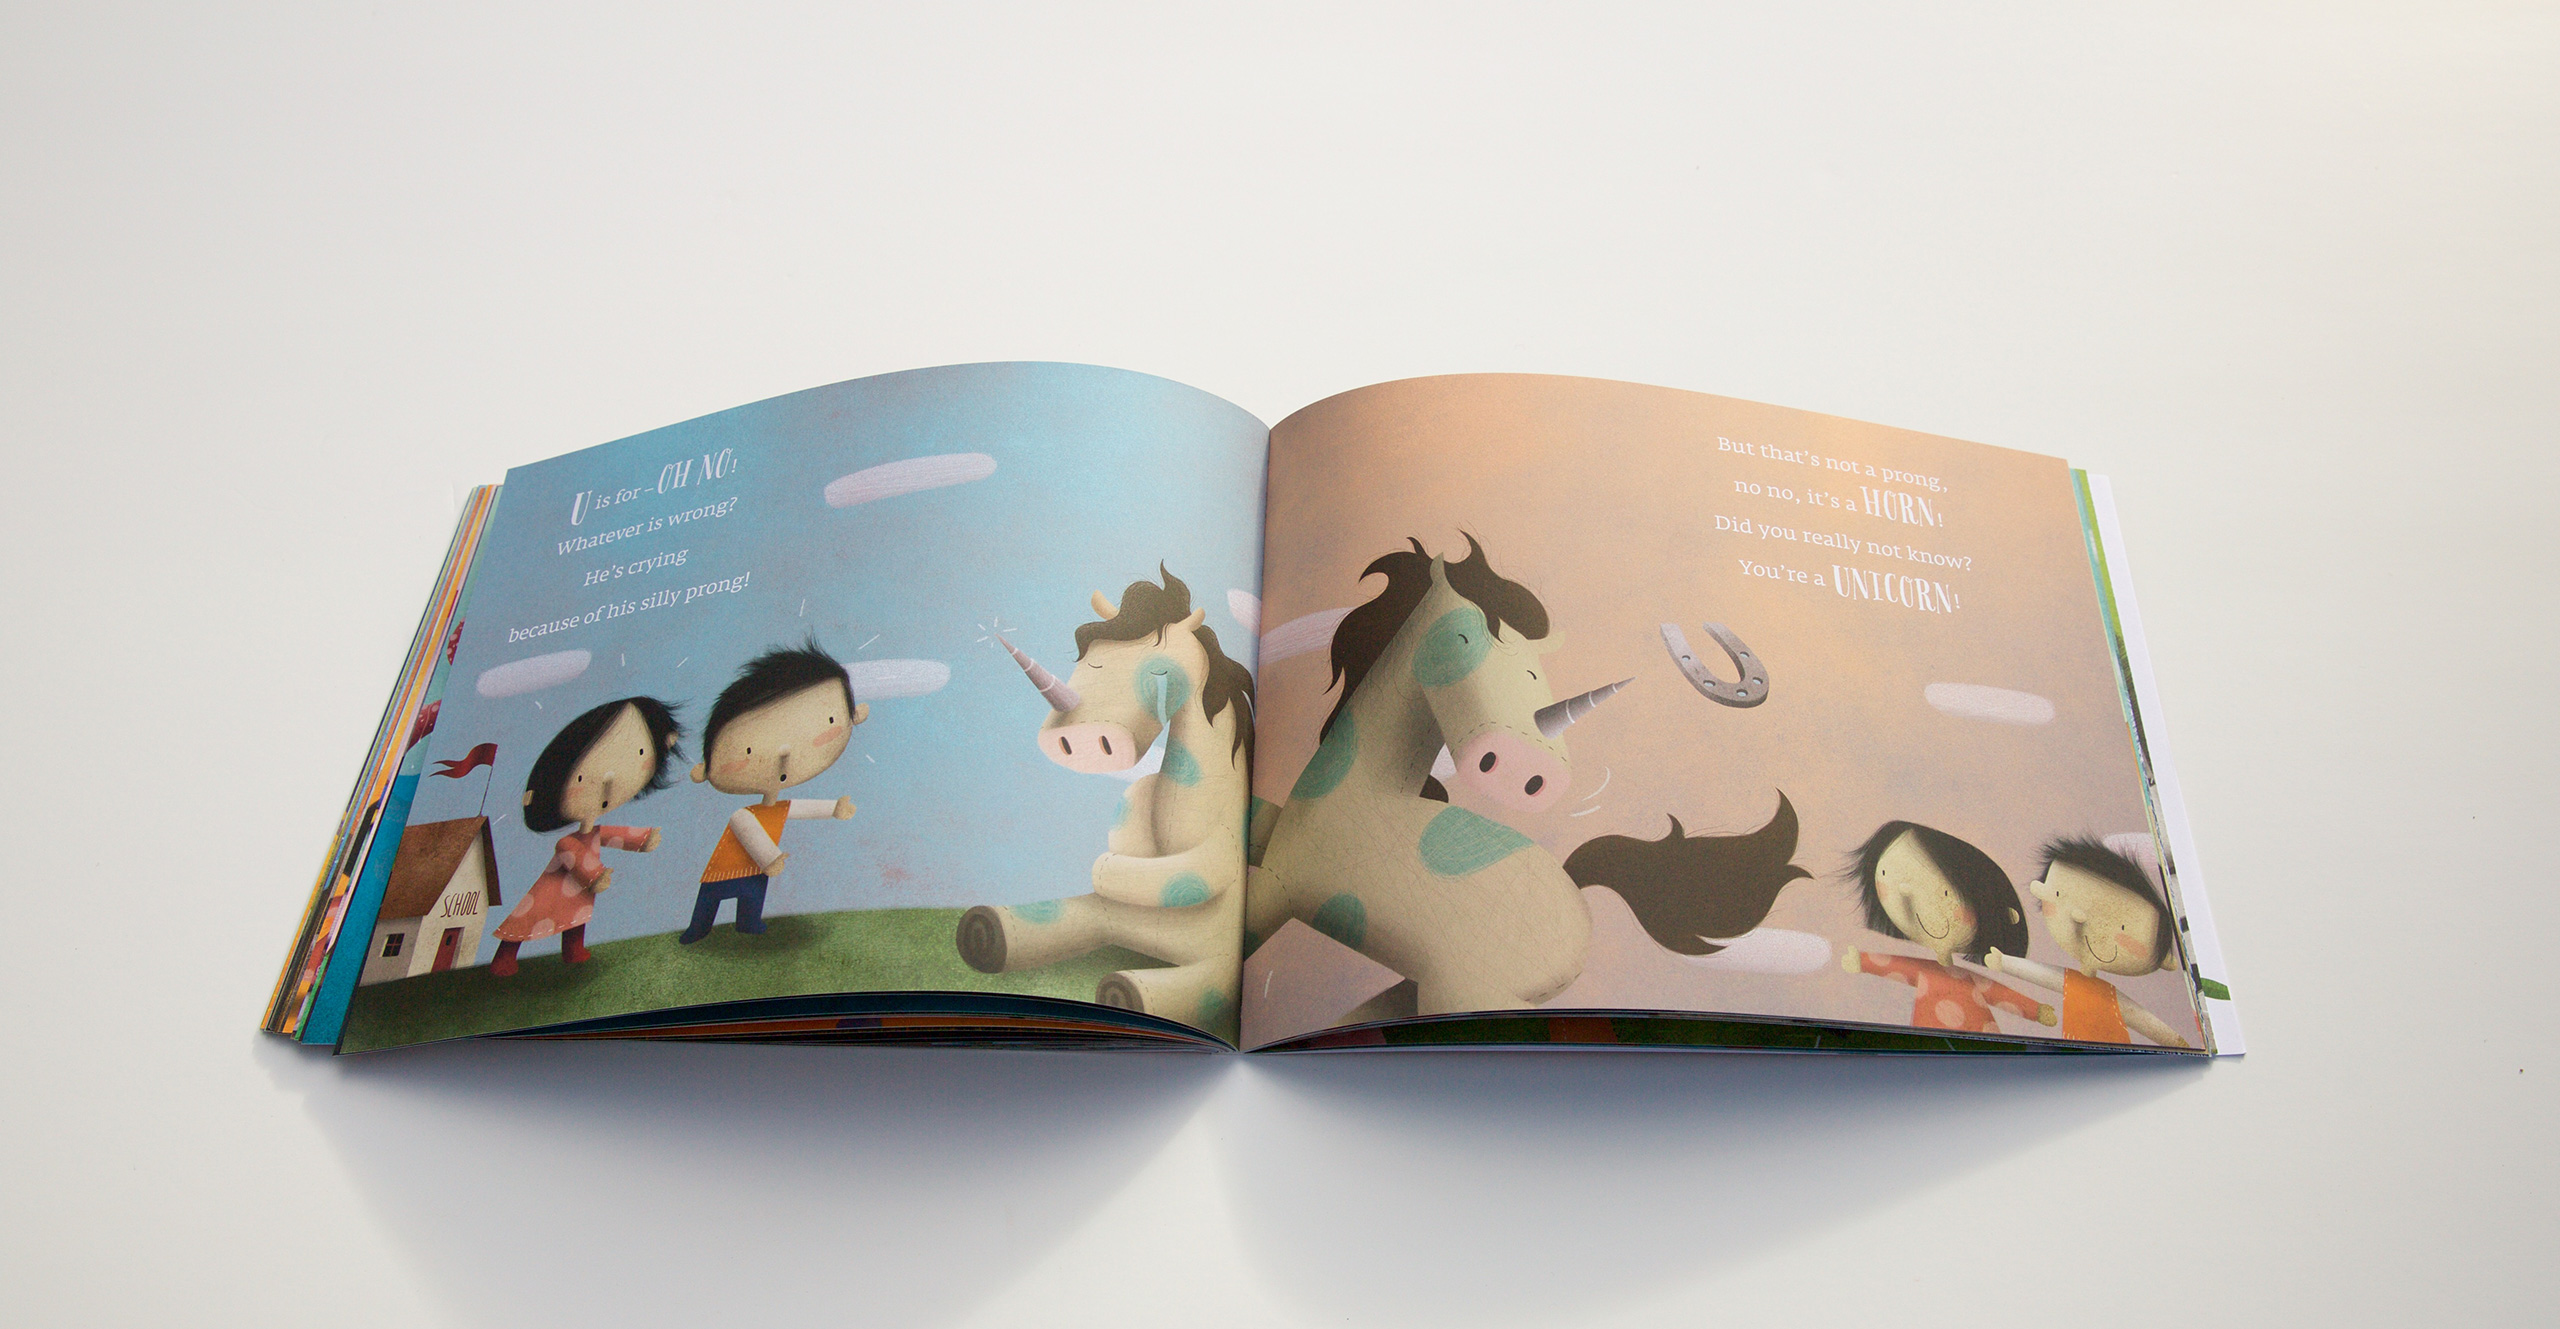 U is for – OH NO!
Whatever is wrong?
He's crying
because of his silly prong!
SCHOOL
But that's not a prong,
no no, it's a HORN!
Did you really not know?
You're a UNICORN!